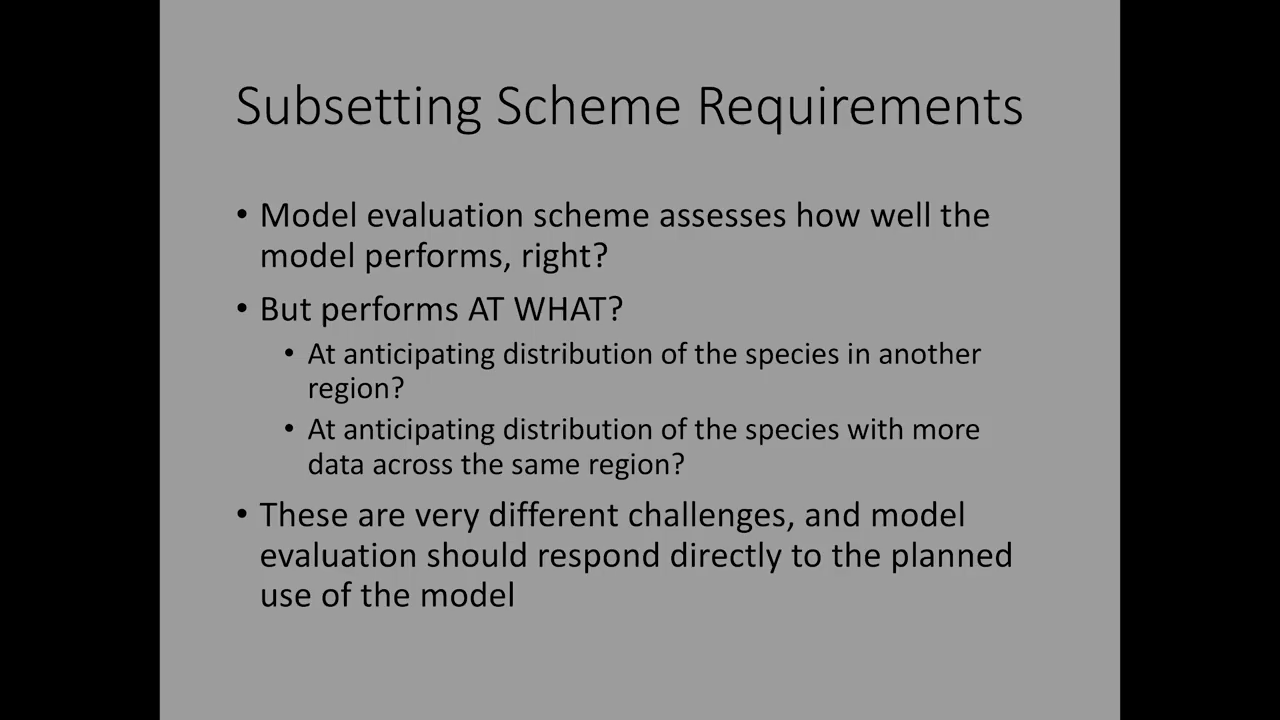 Subsetting Scheme Requirements
• Model evaluation scheme assesses how well the
model performs, right?
• But performs AT WHAT?
• At anticipating distribution of the species in another
region?
• At anticipating distribution of the species with more
data across the same region?
• These are very different challenges, and model
evaluation should respond directly to the planned
use of the model